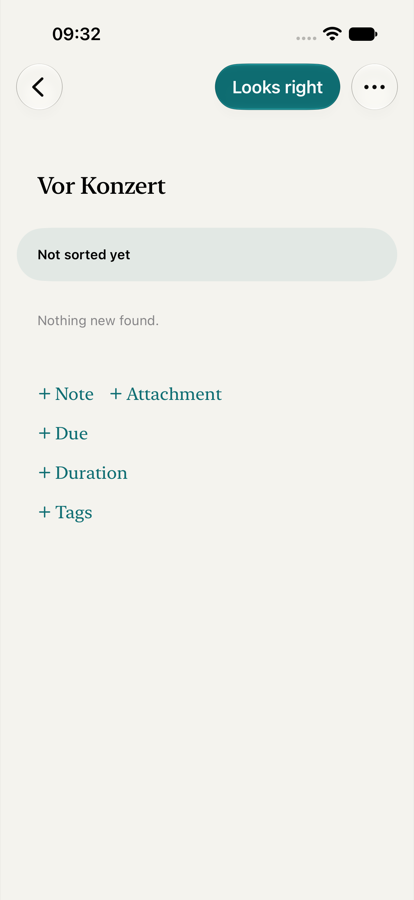 09:32
Looks right
Vor Konzert
Not sorted yet
Nothing new found.
+ Note + Attachment
+ Due
+ Duration
+ Tags